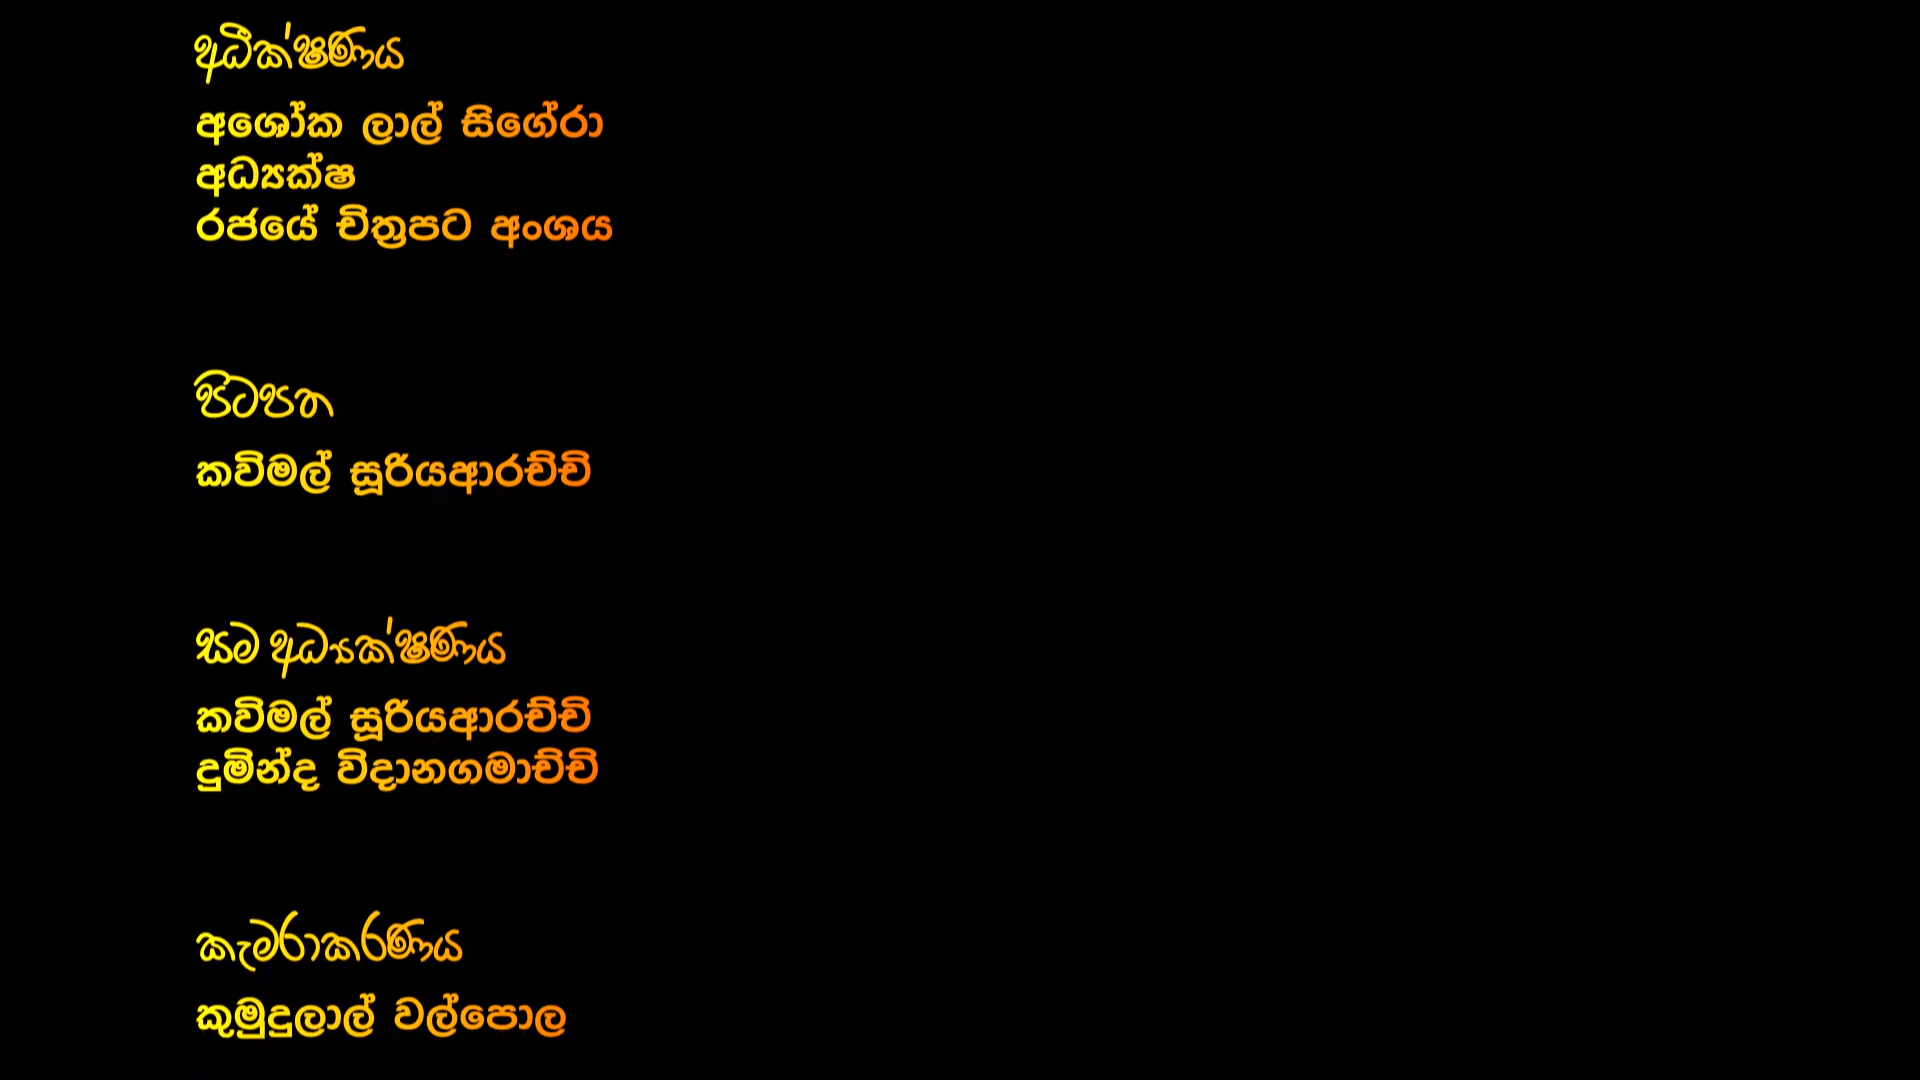 අධීක්ෂණය
අශෝක ලාල් සිගේරා
අධ්‍යක්ෂ
රජයේ චිත්‍රපට අංශය
පිටපත
කවිමල් සූරියආරච්චි
සම අධ්‍යක්ෂණය
කවිමල් සූරියආරච්චි
දුමින්ද විදානගමාච්චි
කැමරාකරණය
කුමුදුලාල් වල්පොල